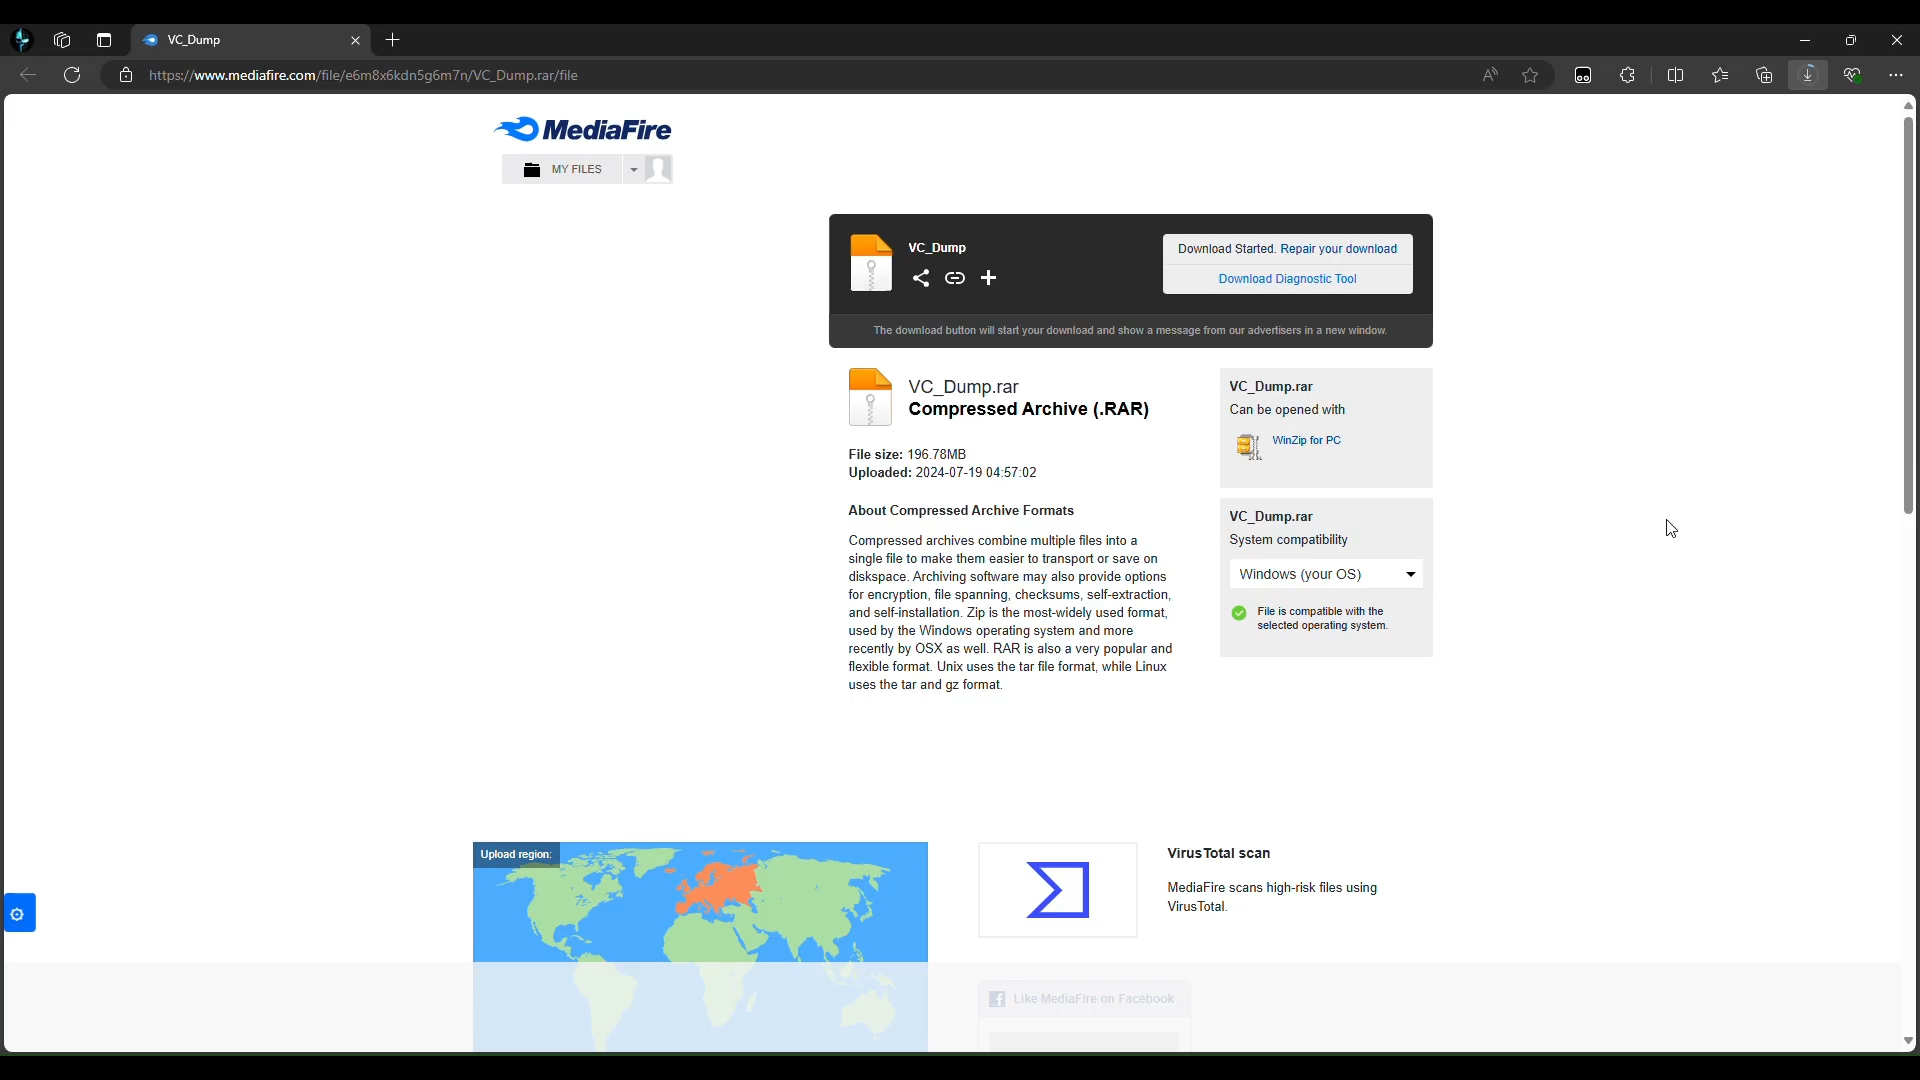 VC_Dump
https://www.mediafire.com/file/e6m8x6kdn5g6m7n/VC_Dump.rar/file
MediaFire
MY FILES
VC_Dump
Download Started. Repair your download
Download Diagnostic Tool
The download button will start your download and show a message from our advertisers in a new window.
VC_Dump.rar
Compressed Archive (.RAR)
File size: 196.78MB
Uploaded: 2024-07-19 04:57:02
About Compressed Archive Formats
Compressed archives combine multiple files into a
single file to make them easier to transport or save on
diskspace. Archiving software may also provide options
for encryption, file spanning, checksums, self-extraction,
and self-installation. Zip is the most-widely used format,
used by the Windows operating system and more
recently by OSX as well. RAR is also a very popular and
flexible format. Unix uses the tar file format, while Linux
uses the tar and gz format.
VC_Dump.rar
Can be opened with
WinZip for PC
VC_Dump.rar
System compatibility
Windows (your OS)
File is compatible with the
selected operating system.
Upload region:
VirusTotal scan
MediaFire scans high-risk files using
VirusTotal.
Like MediaFire on Facebook